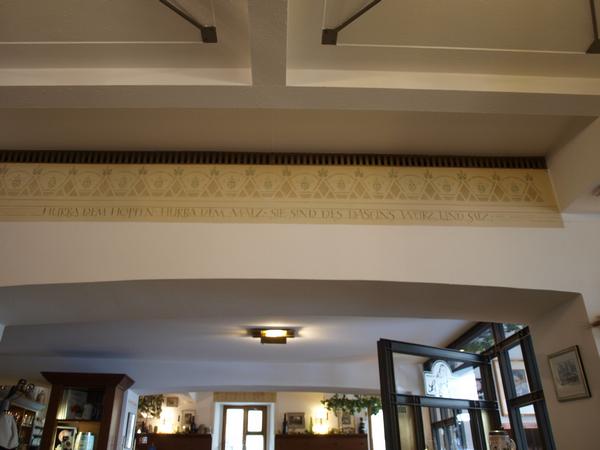 HURRA DEM HOPFEN · HURRA DEM MALZ · SIE SIND DES DASEINS WÜRZ UND SALZ